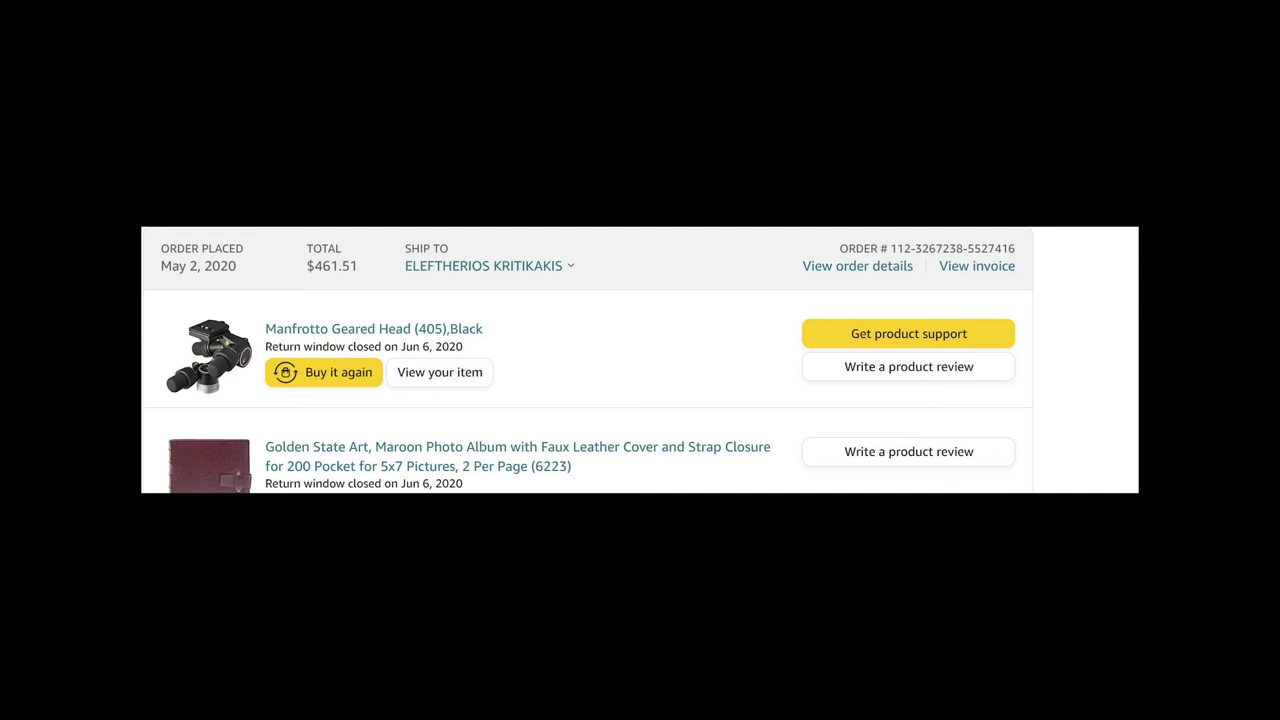 ORDER PLACED TOTAL SHIP TO ORDER # 112-3267238-5527416
May 2, 2020 $461.51 ELEFTHERIOS KRITIKAKIS View order details View invoice
Manfrotto Geared Head (405),Black
Return window closed on Jun 6, 2020
Buy it again View your item
Get product support
Write a product review
Golden State Art, Maroon Photo Album with Faux Leather Cover and Strap Closure
for 200 Pocket for 5x7 Pictures, 2 Per Page (6223)
Return window closed on Jun 6, 2020
Write a product review